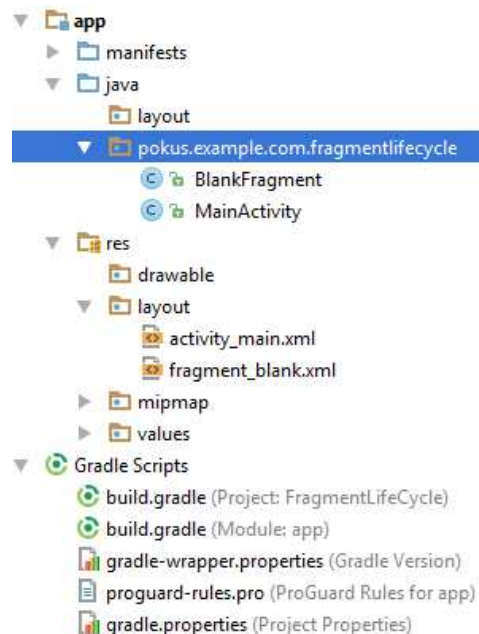 app
manifests
java
layout
pokus.example.com.fragmentlifecycle
BlankFragment
MainActivity
res
drawable
layout
activity_main.xml
fragment_blank.xml
mipmap
values
Gradle Scripts
build.gradle (Project: FragmentLifeCycle)
build.gradle (Module: app)
gradle-wrapper.properties (Gradle Version)
proguard-rules.pro (ProGuard Rules for app)
gradle.properties (Project Properties)